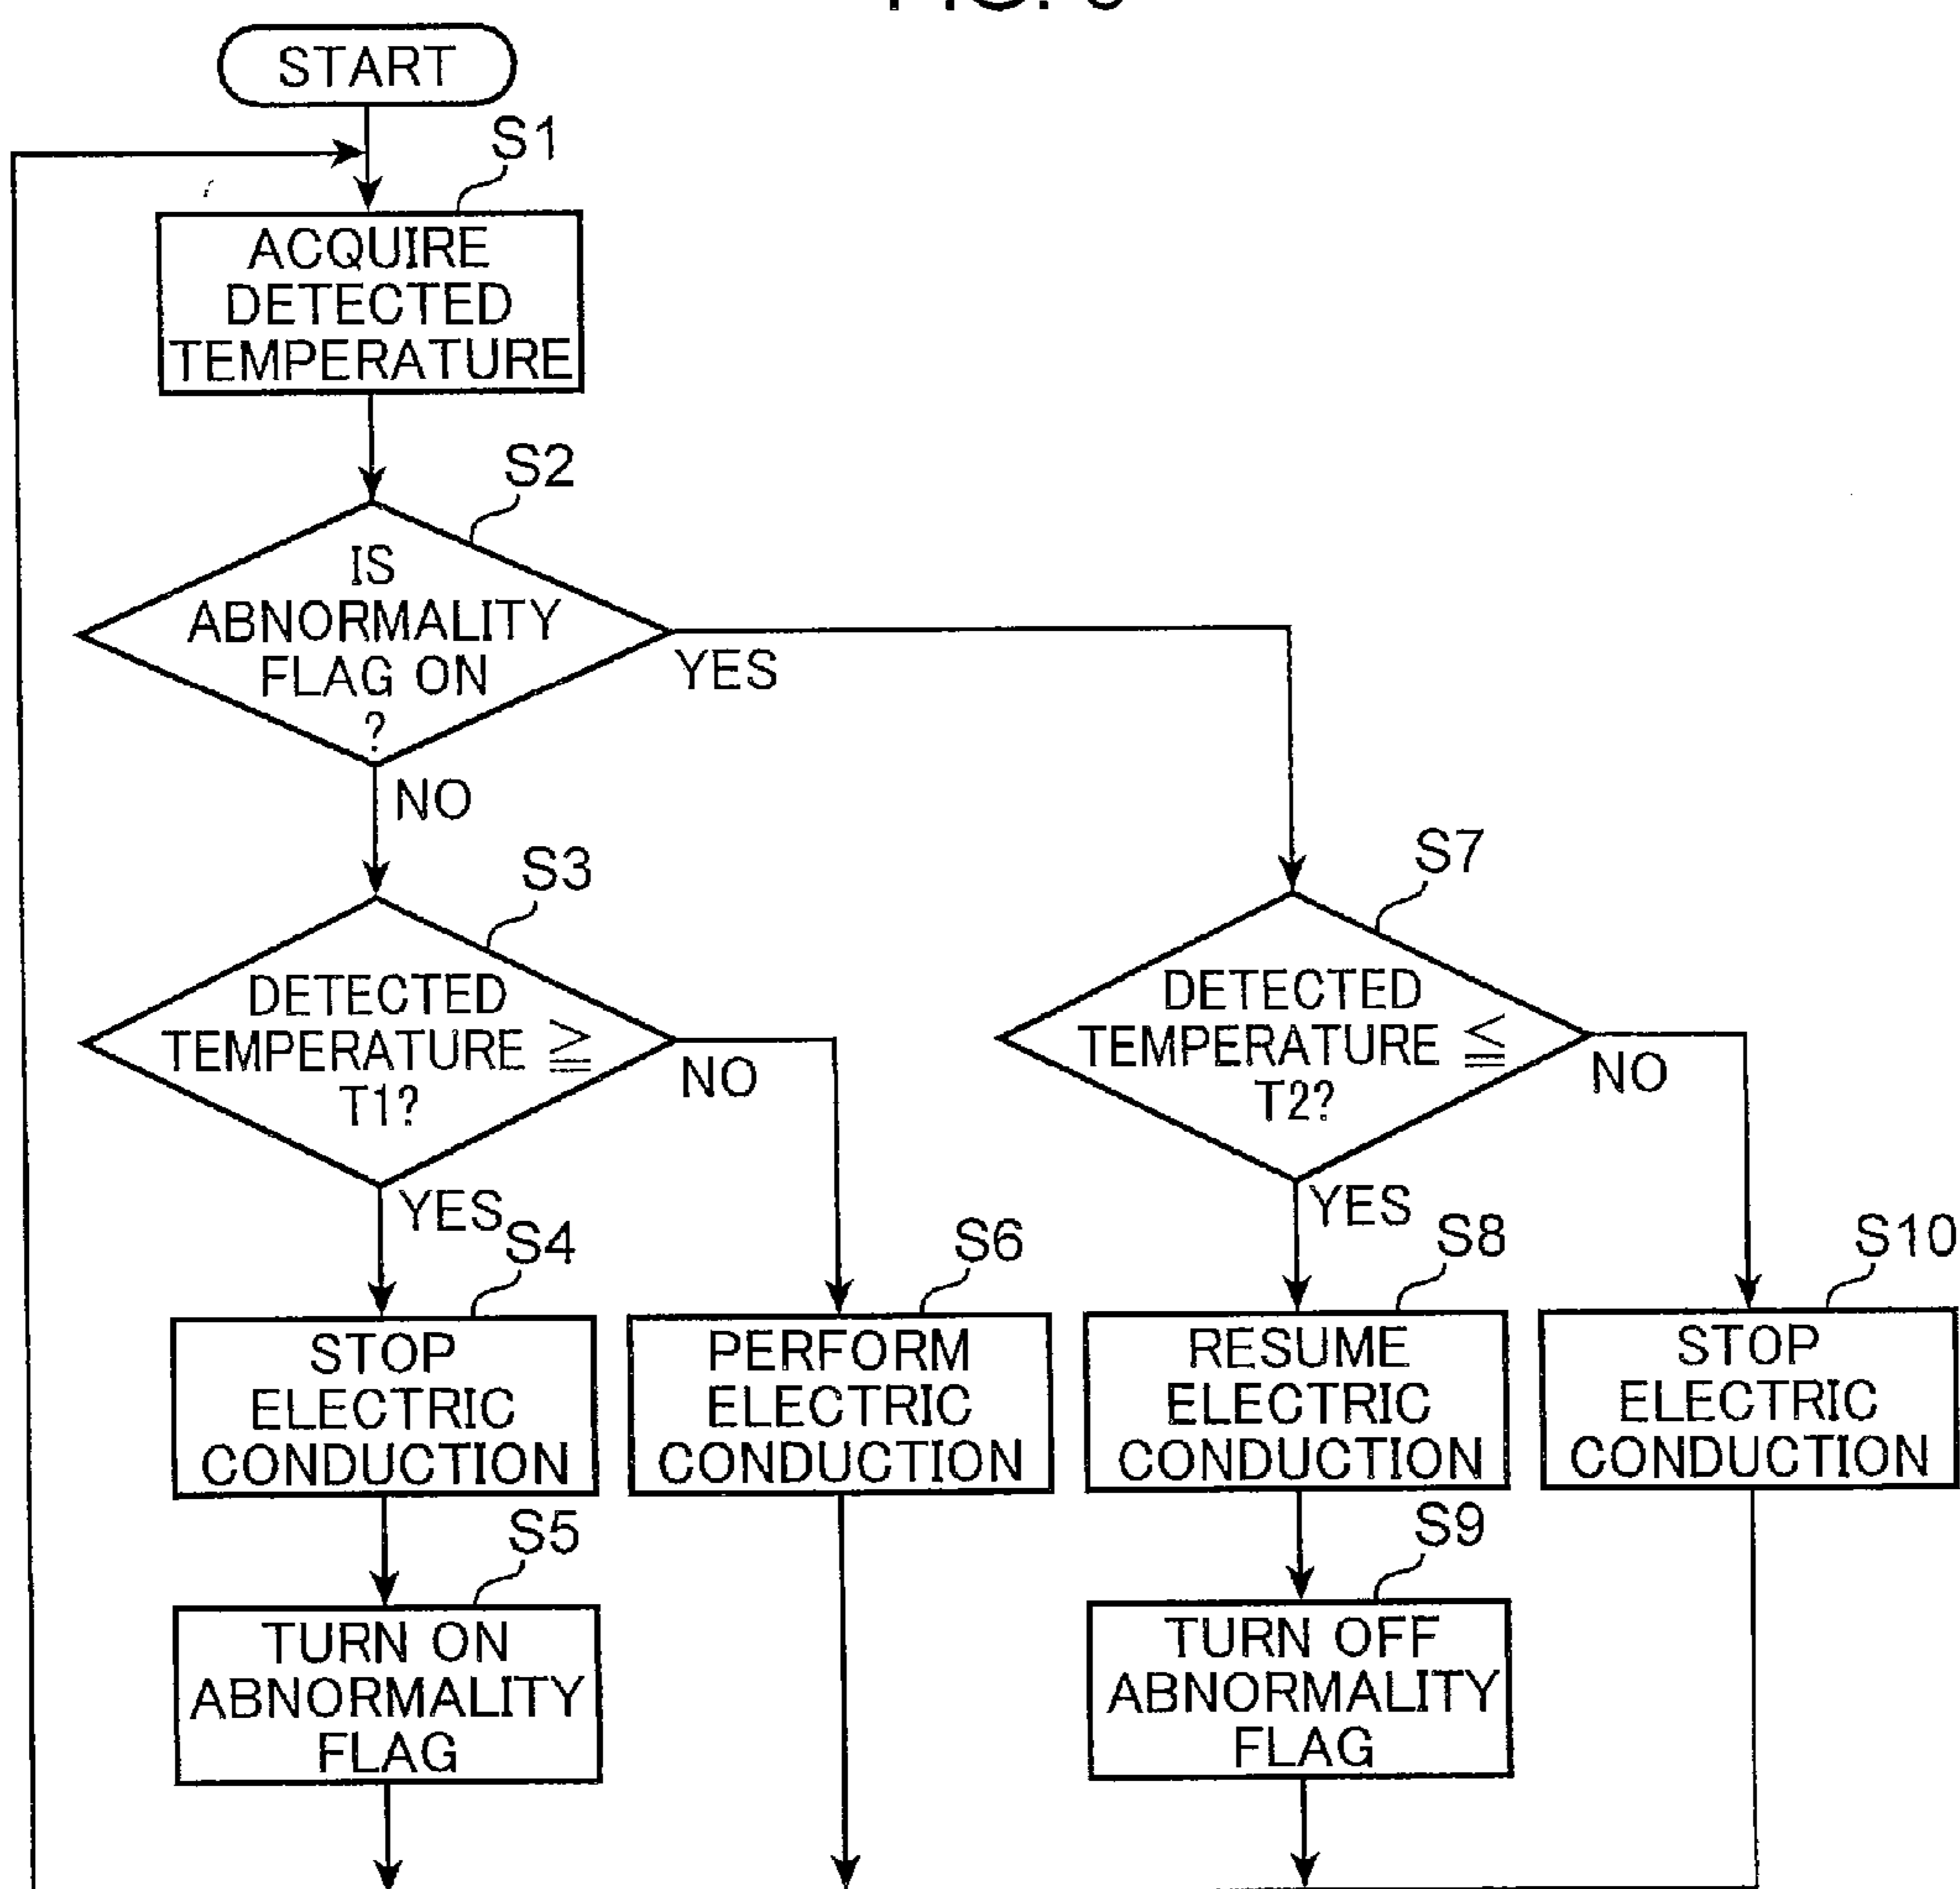 START
S1
ACQUIRE
DETECTED
TEMPERATURE
S2
IS
ABNORMALITY
FLAG ON
?
YES
NO
S3
DETECTED
TEMPERATURE ≧
T1?
NO
YES
S7
DETECTED
TEMPERATURE ≦
T2?
NO
YES
S4
STOP
ELECTRIC
CONDUCTION
S6
PERFORM
ELECTRIC
CONDUCTION
S8
RESUME
ELECTRIC
CONDUCTION
S10
STOP
ELECTRIC
CONDUCTION
S5
TURN ON
ABNORMALITY
FLAG
S9
TURN OFF
ABNORMALITY
FLAG